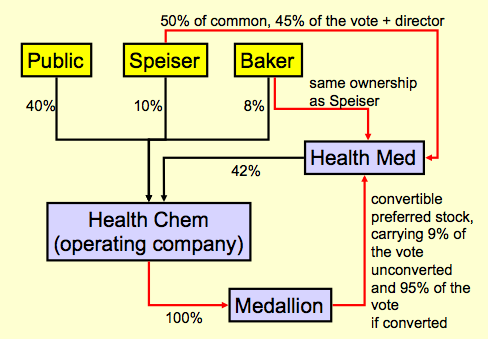 50% of common, 45% of the vote + director
Public
Speiser
Baker
same ownership
as Speiser
40%
10%
8%
Health Med
42%
Health Chem
(operating company)
convertible
preferred stock,
carrying 9% of
the vote
unconverted
and 95% of the
vote
if converted
Medallion
100%